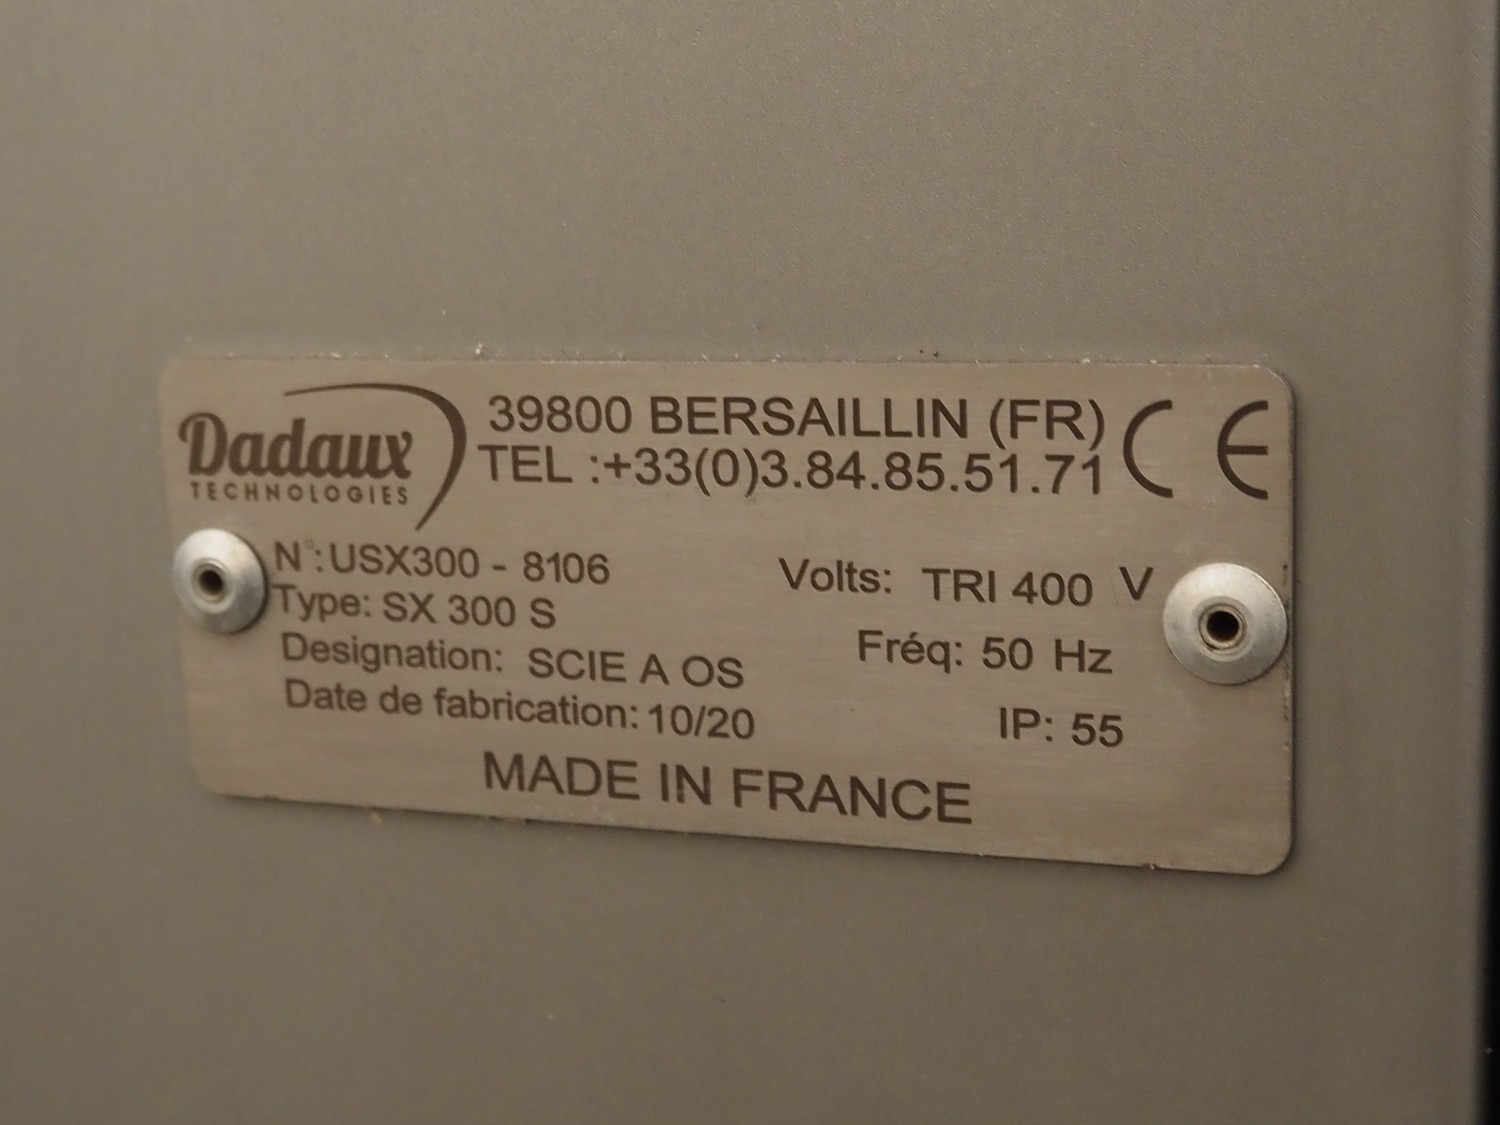 Dadaux
TECHNOLOGIES
39800 BERSAILLIN (FR)
TEL :+33(0)3.84.85.51.71
CE
N°: USX300 - 8106
Type: SX 300 S
Designation: SCIE A OS
Date de fabrication: 10/20
Volts: TRI 400 V
Fréq: 50 Hz
IP: 55
MADE IN FRANCE